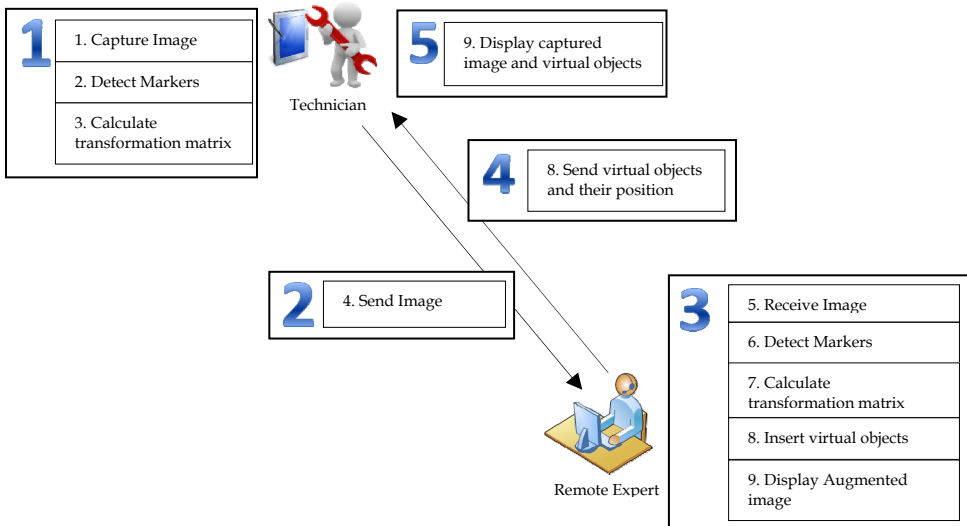 1
1. Capture Image
2. Detect Markers
3. Calculate
transformation matrix
Technician
5
9. Display captured
image and virtual objects
4
8. Send virtual objects
and their position
2
4. Send Image
3
5. Receive Image
6. Detect Markers
7. Calculate
transformation matrix
8. Insert virtual objects
9. Display Augmented
image
Remote Expert